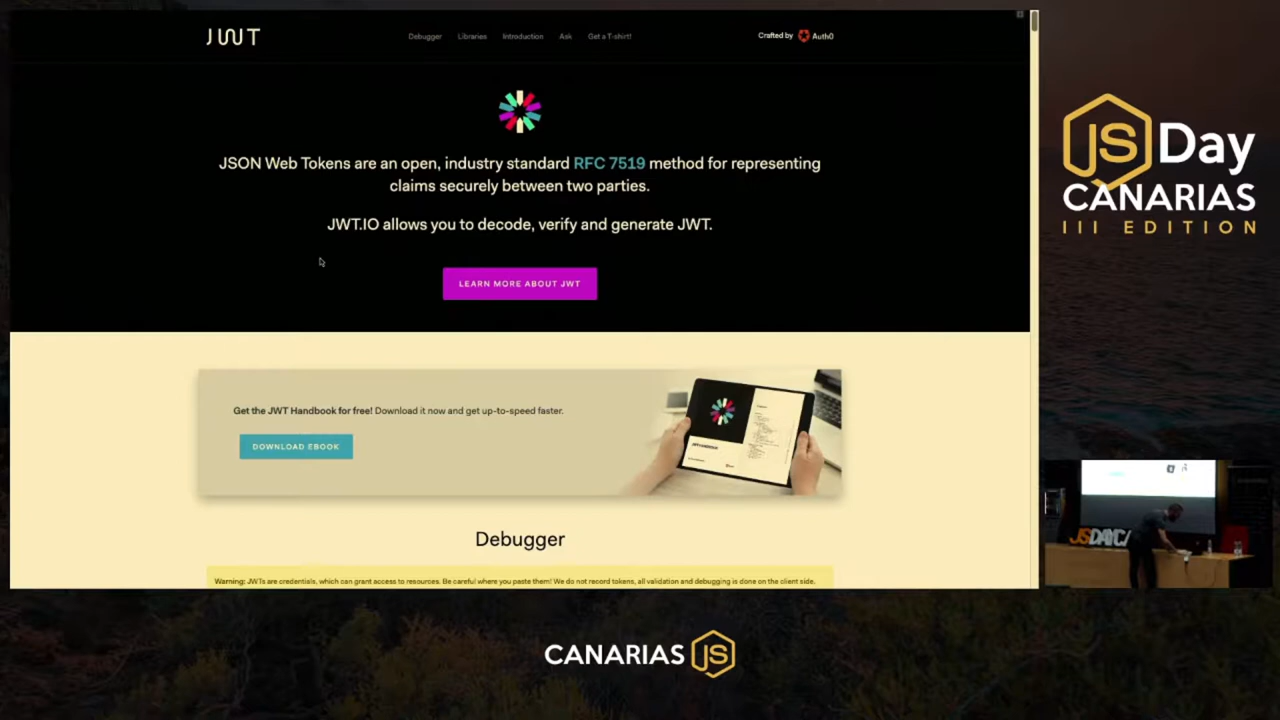 JWT
Debugger
Libraries
Introduction
Ask
Get a T-shirt!
Crafted by Auth0
JSON Web Tokens are an open, industry standard RFC 7519 method for representing
claims securely between two parties.
JWT.IO allows you to decode, verify and generate JWT.
LEARN MORE ABOUT JWT
Get the JWT Handbook for free! Download it now and get up-to-speed faster.
DOWNLOAD EBOOK
JWT HANDBOOK
Debugger
Warning: JWTs are credentials, which can grant access to resources. Be careful where you paste them! We do not record tokens, all validation and debugging is done on the client side.
JS Day
CANARIAS
III EDITION
JSDAYCA
CANARIAS JS